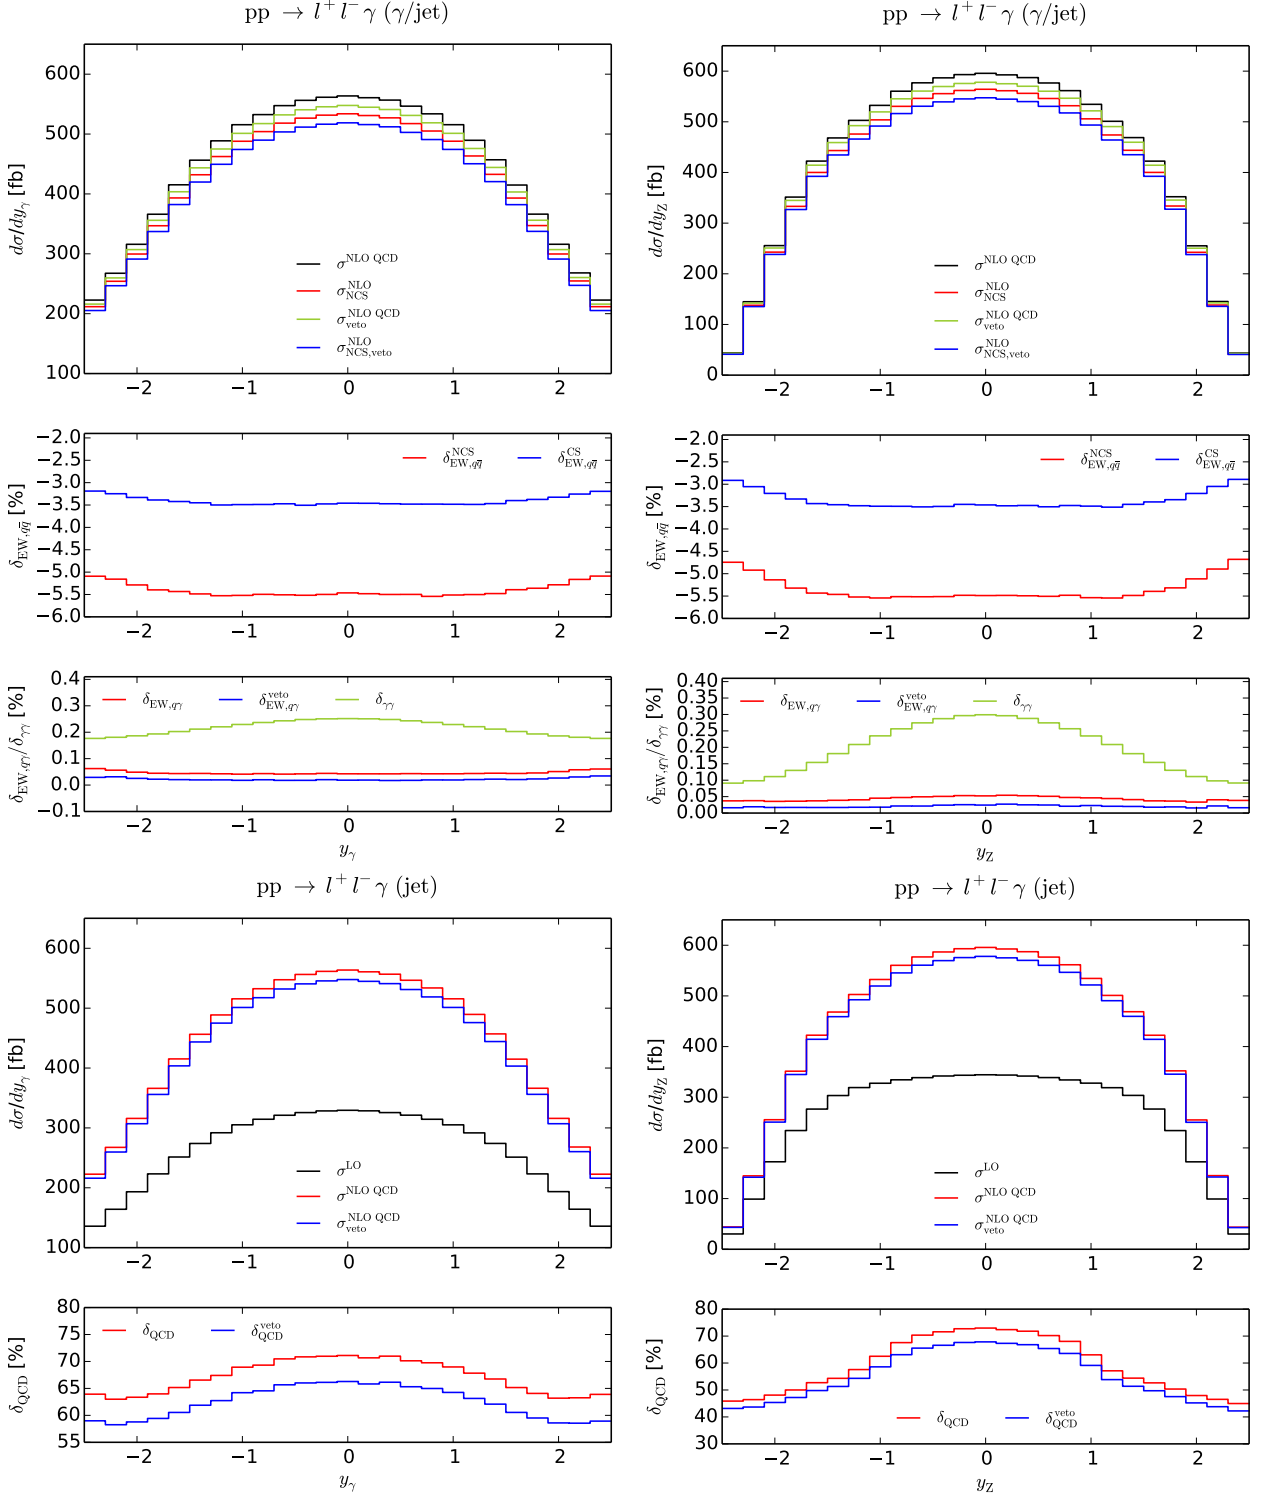 pp → l⁺ l⁻ γ (γ/jet)
dσ/dy_γ [fb]
600
500
400
300
200
100
σ^NLO QCD
σ^NLO_NCS
σ^NLO QCD_veto
σ^NLO_NCS,veto
−2 −1 0 1 2
δ_EW,qq̅ [%]
−2.0
−2.5
−3.0
−3.5
−4.0
−4.5
−5.0
−5.5
−6.0
δ^NCS_EW,qq̅ δ^CS_EW,qq̅
−2 −1 0 1 2
δ_EW,qγ/δ_γγ [%]
0.4
0.3
0.2
0.1
0.0
−0.1
δ_EW,qγ δ^veto_EW,qγ δ_γγ
−2 −1 0 1 2
y_γ
pp → l⁺ l⁻ γ (γ/jet)
dσ/dy_Z [fb]
600
500
400
300
200
100
0
σ^NLO QCD
σ^NLO_NCS
σ^NLO QCD_veto
σ^NLO_NCS,veto
−2 −1 0 1 2
δ_EW,qq̅ [%]
−2.0
−2.5
−3.0
−3.5
−4.0
−4.5
−5.0
−5.5
−6.0
δ^NCS_EW,qq̅ δ^CS_EW,qq̅
−2 −1 0 1 2
δ_EW,qγ/δ_γγ [%]
0.40
0.35
0.30
0.25
0.20
0.15
0.10
0.05
0.00
δ_EW,qγ δ^veto_EW,qγ δ_γγ
−2 −1 0 1 2
y_Z
pp → l⁺ l⁻ γ (jet)
dσ/dy_γ [fb]
600
500
400
300
200
100
σ^LO
σ^NLO QCD
σ^NLO QCD_veto
−2 −1 0 1 2
δ_QCD [%]
80
75
70
65
60
55
δ_QCD δ^veto_QCD
−2 −1 0 1 2
y_γ
pp → l⁺ l⁻ γ (jet)
dσ/dy_Z [fb]
600
500
400
300
200
100
0
σ^LO
σ^NLO QCD
σ^NLO QCD_veto
−2 −1 0 1 2
δ_QCD [%]
80
70
60
50
40
30
δ_QCD δ^veto_QCD
−2 −1 0 1 2
y_Z